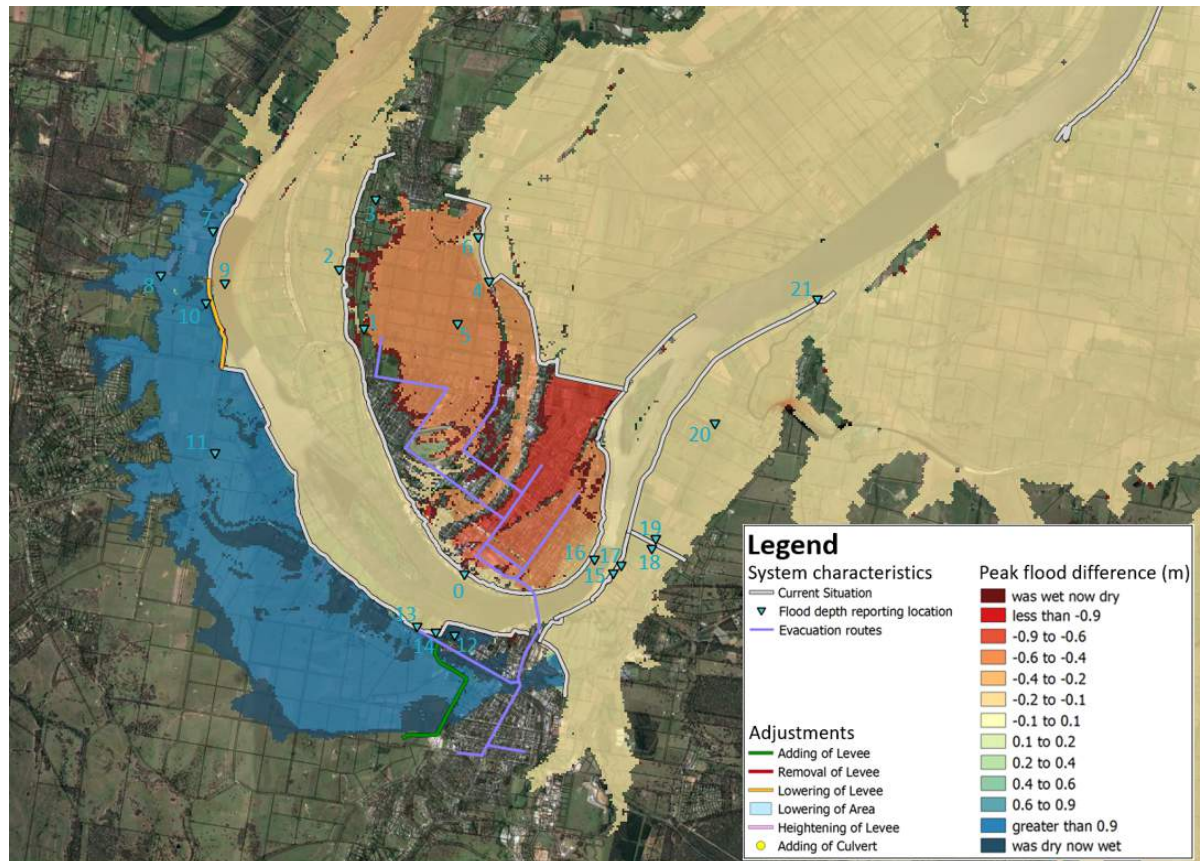 3
7
2
6
8
9
4
10
1
5
21
20
11
19
16
17
18
15
0
13
14
12
Legend
System characteristics
Current Situation
Flood depth reporting location
Evacuation routes
Adjustments
Adding of Levee
Removal of Levee
Lowering of Levee
Lowering of Area
Heightening of Levee
Adding of Culvert
Peak flood difference (m)
was wet now dry
less than -0.9
-0.9 to -0.6
-0.6 to -0.4
-0.4 to -0.2
-0.2 to -0.1
-0.1 to 0.1
0.1 to 0.2
0.2 to 0.4
0.4 to 0.6
0.6 to 0.9
greater than 0.9
was dry now wet